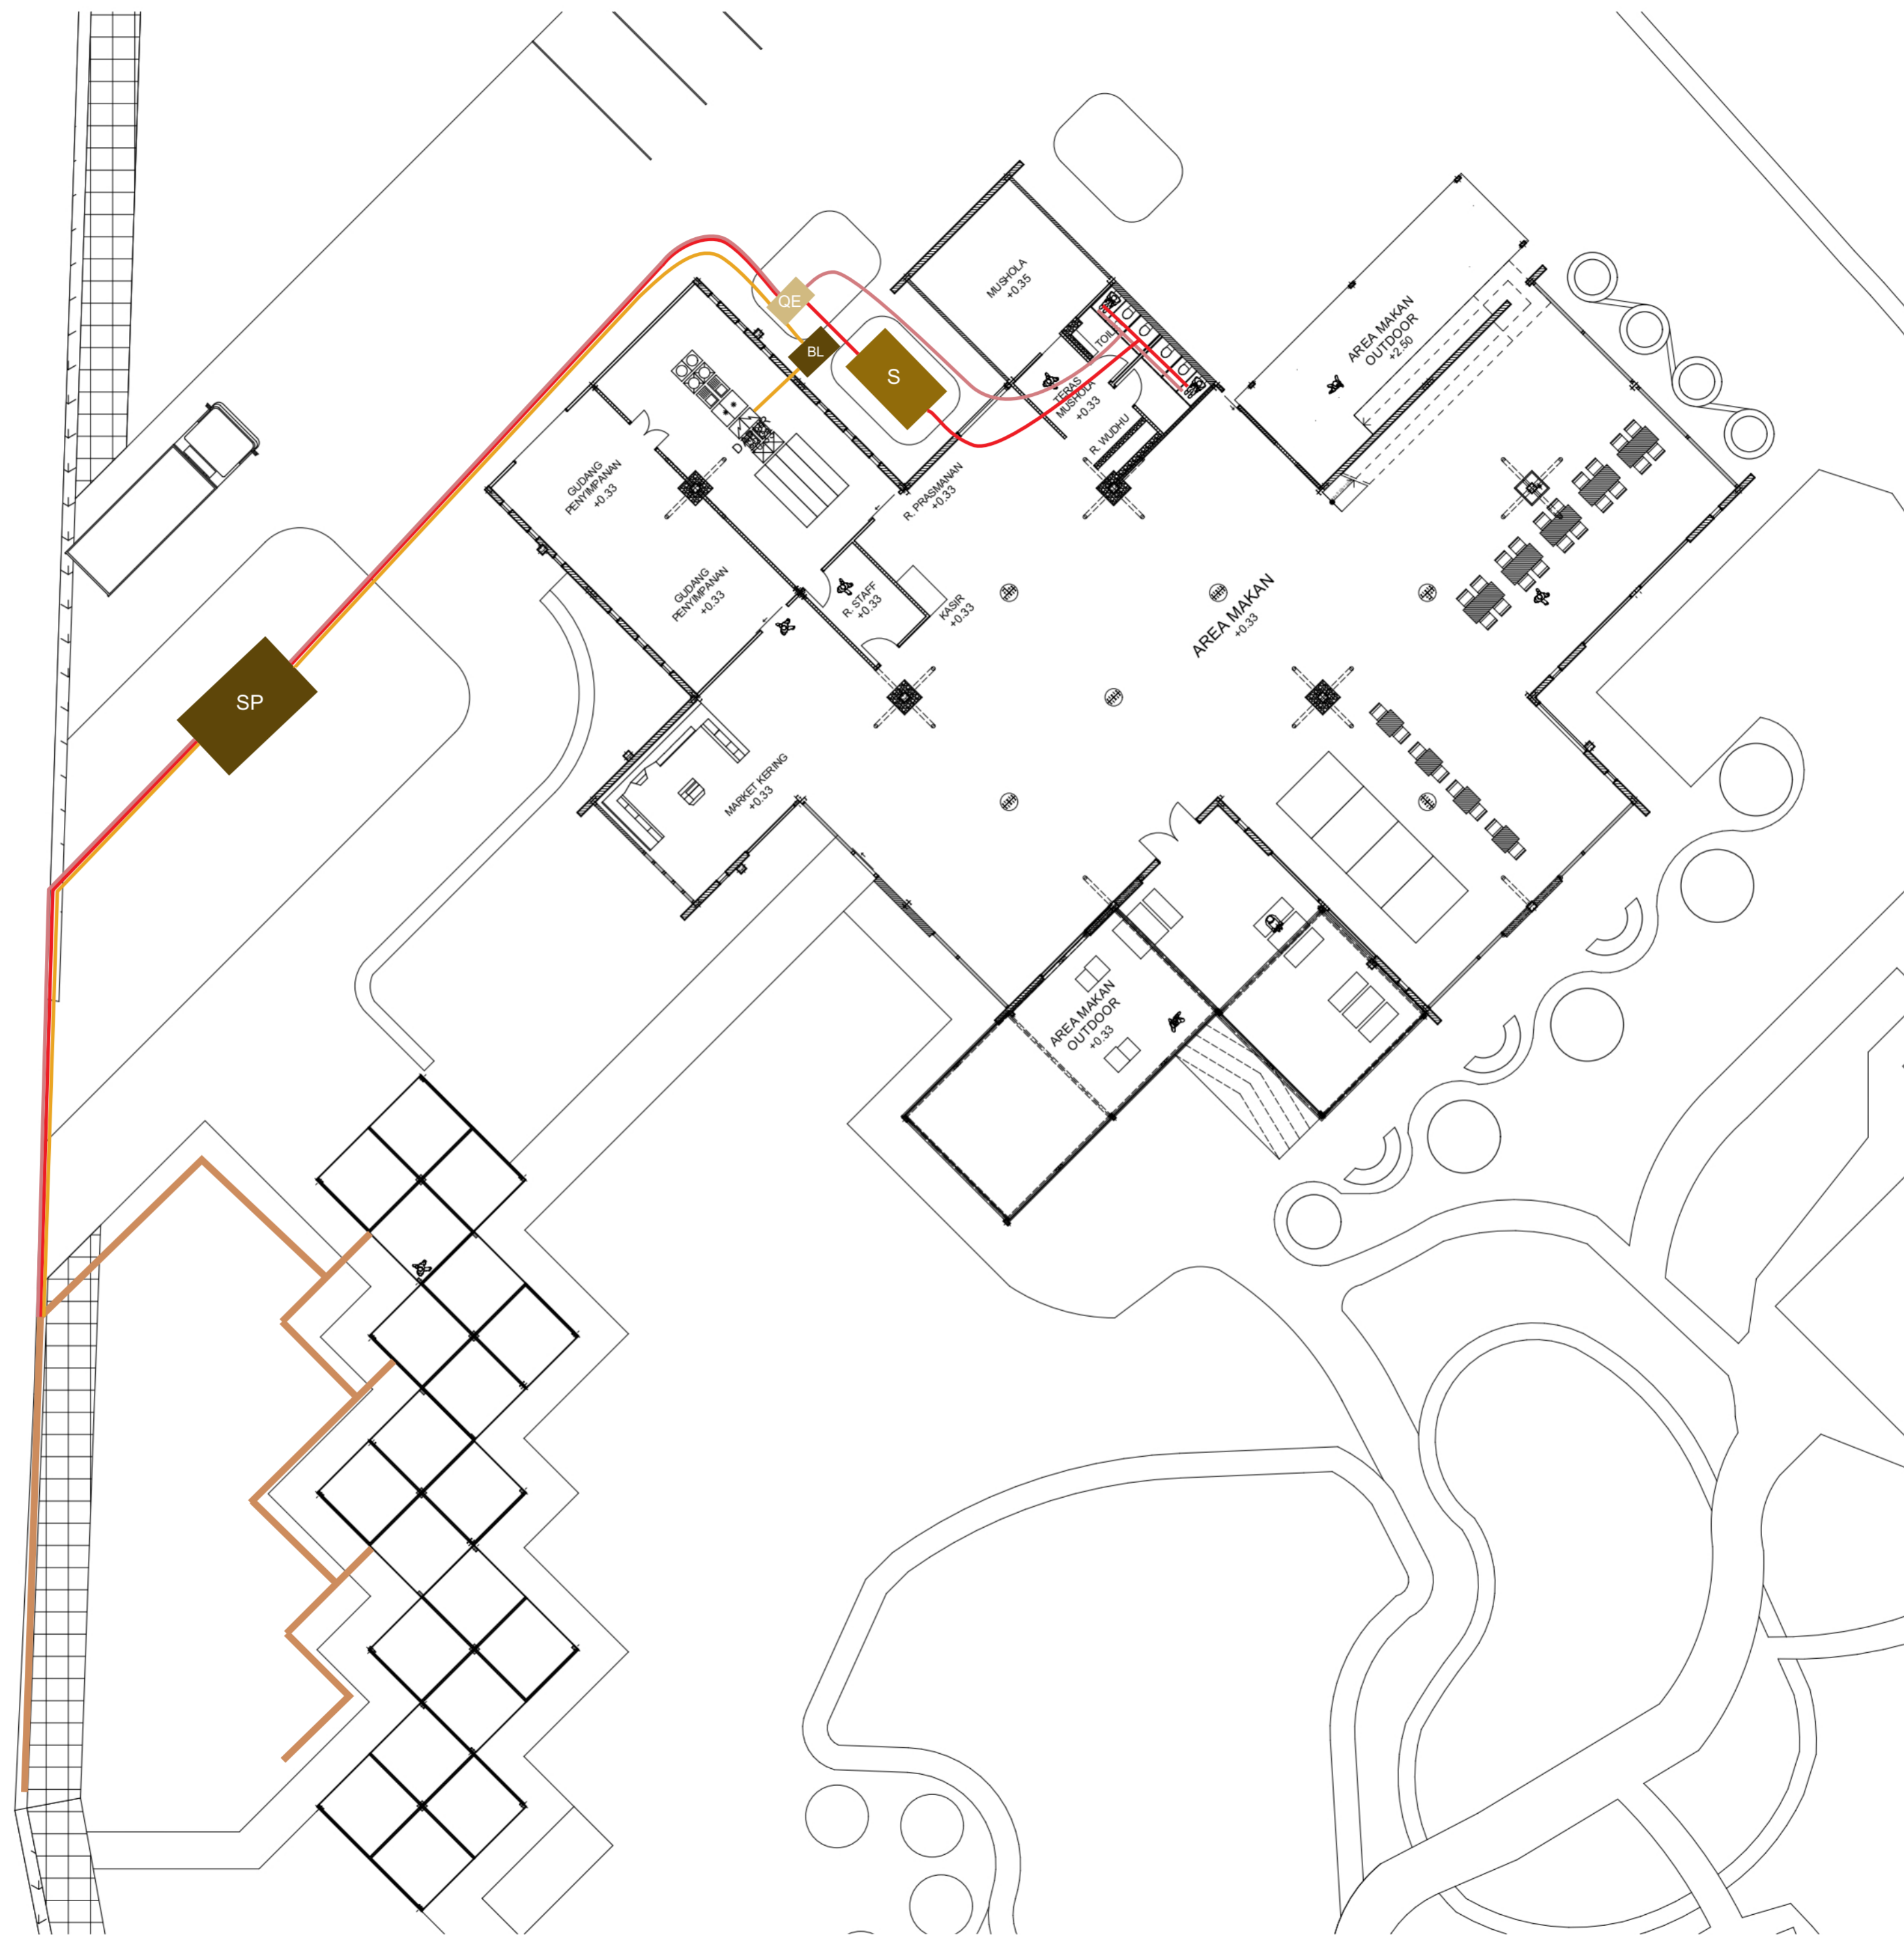 MUSHOLA
+0.35
TOIL
TERAS
MUSHOLA
+0.33
R. WUDHU
AREA MAKAN
OUTDOOR
+2.50
QE
BL
S
GUDANG
PENYIMPANAN
+0.33
R. PRASMANAN
+0.33
GUDANG
PENYIMPANAN
+0.33
R. STAFF
+0.33
KASIR
+0.33
AREA MAKAN
+0.33
SP
MARKET KERING
+0.33
AREA MAKAN
OUTDOOR
+0.33